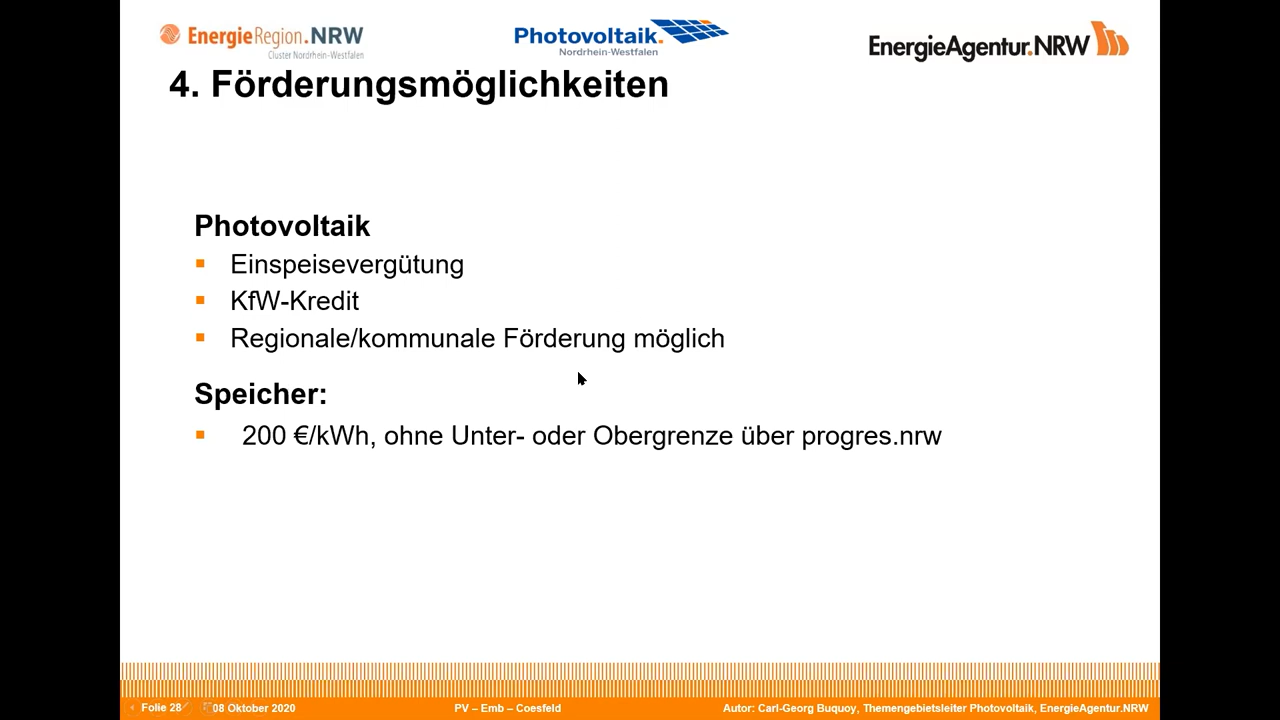 EnergieRegion.NRW
Cluster Nordrhein-Westfalen
Photovoltaik.
Nordrhein-Westfalen
EnergieAgentur.NRW
4. Förderungsmöglichkeiten
Photovoltaik
Einspeisevergütung
KfW-Kredit
Regionale/kommunale Förderung möglich
Speicher:
200 €/kWh, ohne Unter- oder Obergrenze über progres.nrw
Folie 28
08 Oktober 2020
PV – Emb – Coesfeld
Autor: Carl-Georg Buquoy, Themengebietsleiter Photovoltaik, EnergieAgentur.NRW